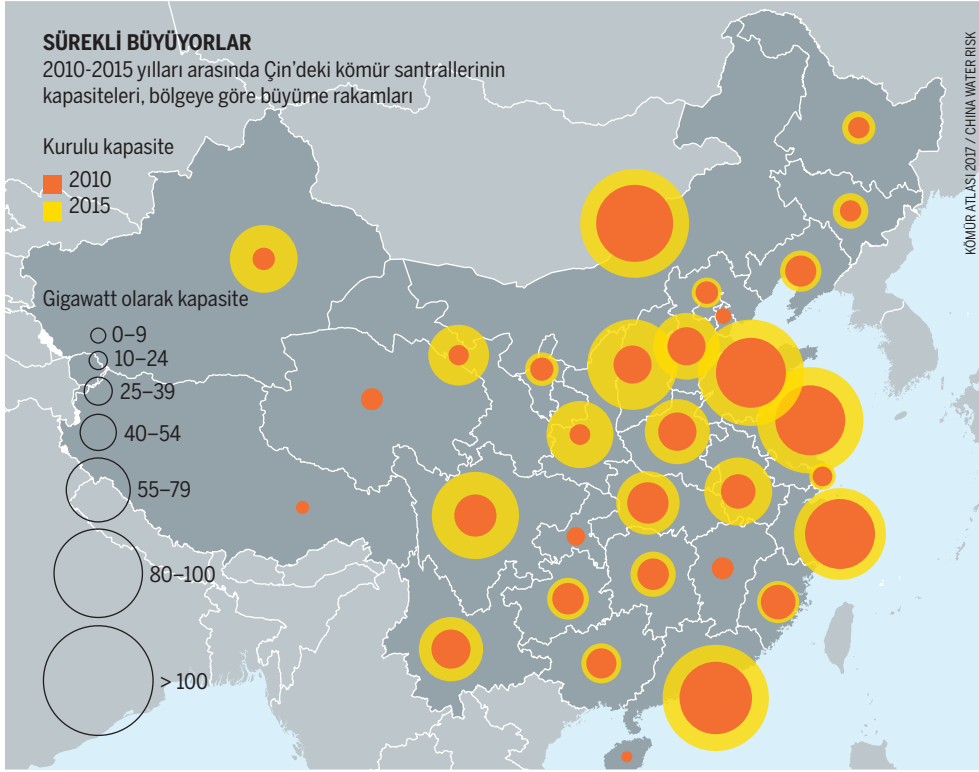 SÜREKLİ BÜYÜYORLAR
2010-2015 yılları arasında Çin’deki kömür santrallerinin
kapasiteleri, bölgeye göre büyüme rakamları
Kurulu kapasite
2010
2015
Gigawatt olarak kapasite
0–9
10–24
25–39
40–54
55–79
80–100
> 100
KÖMÜR ATLASI 2017 / CHINA WATER RISK